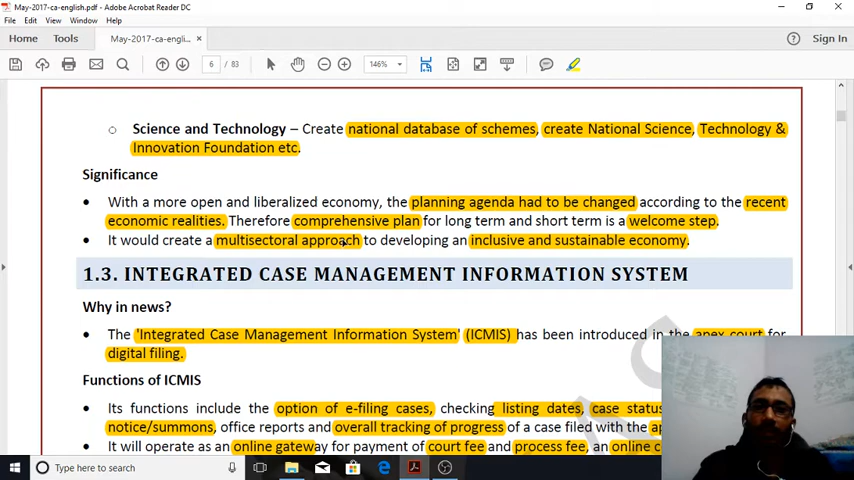 May-2017-ca-english.pdf - Adobe Acrobat Reader DC
File Edit View Window Help
Home Tools May-2017-ca-engli... × Sign In
6 / 83 146%
Science and Technology – Create national database of schemes, create National Science, Technology &
Innovation Foundation etc.
Significance
With a more open and liberalized economy, the planning agenda had to be changed according to the recent
economic realities. Therefore comprehensive plan for long term and short term is a welcome step.
It would create a multisectoral approach to developing an inclusive and sustainable economy.
1.3. INTEGRATED CASE MANAGEMENT INFORMATION SYSTEM
Why in news?
The 'Integrated Case Management Information System' (ICMIS) has been introduced in the apex court for
digital filing.
Functions of ICMIS
Its functions include the option of e-filing cases, checking listing dates, case status
notice/summons, office reports and overall tracking of progress of a case filed with the
It will operate as an online gateway for payment of court fee and process fee, an online
Type here to search